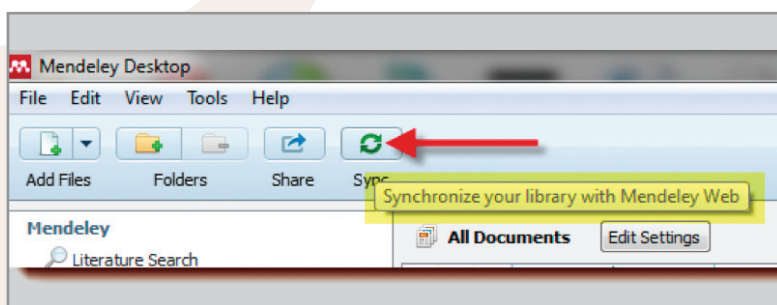 Mendeley Desktop
File Edit View Tools Help
Add Files Folders Share Sync
Synchronize your library with Mendeley Web
Mendeley
All Documents Edit Settings
Literature Search